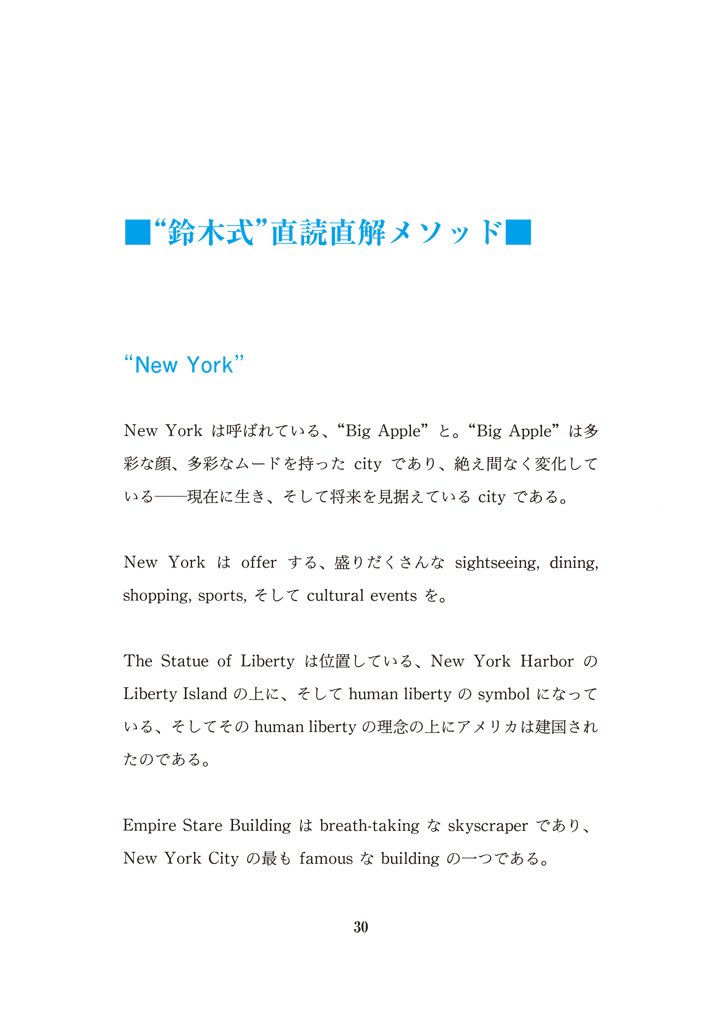 ■“鈴木式”直読直解メソッド■
“New York”
New York は呼ばれている、“Big Apple” と。“Big Apple” は多
彩な顔、多彩なムードを持った city であり、絶え間なく変化して
いる──現在に生き、そして将来を見据えている city である。
New York は offer する、盛りだくさんな sightseeing, dining,
shopping, sports, そして cultural events を。
The Statue of Liberty は位置している、New York Harbor の
Liberty Island の上に、そして human liberty の symbol になって
いる、そしてその human liberty の理念の上にアメリカは建国され
たのである。
Empire Stare Building は breath-taking な skyscraper であり、
New York City の最も famous な building の一つである。
30